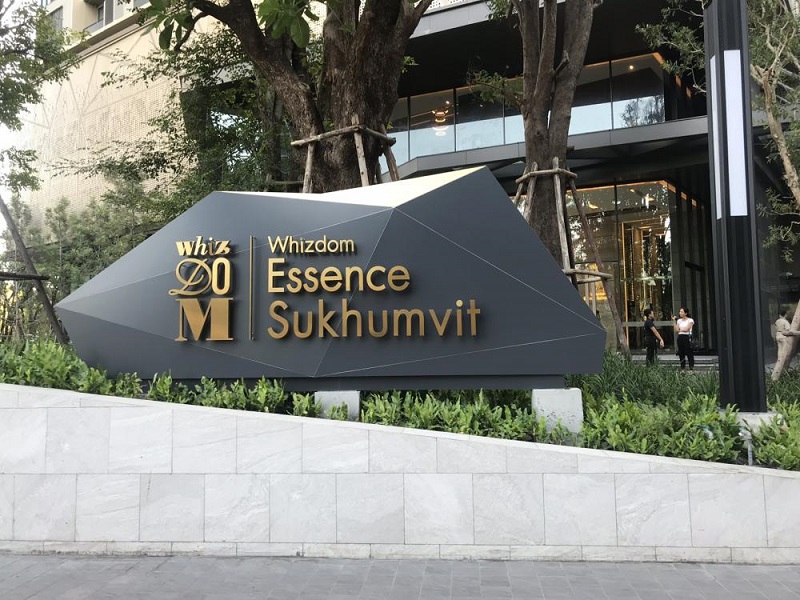 whiz
DO
M
Whizdom
Essence
Sukhumvit